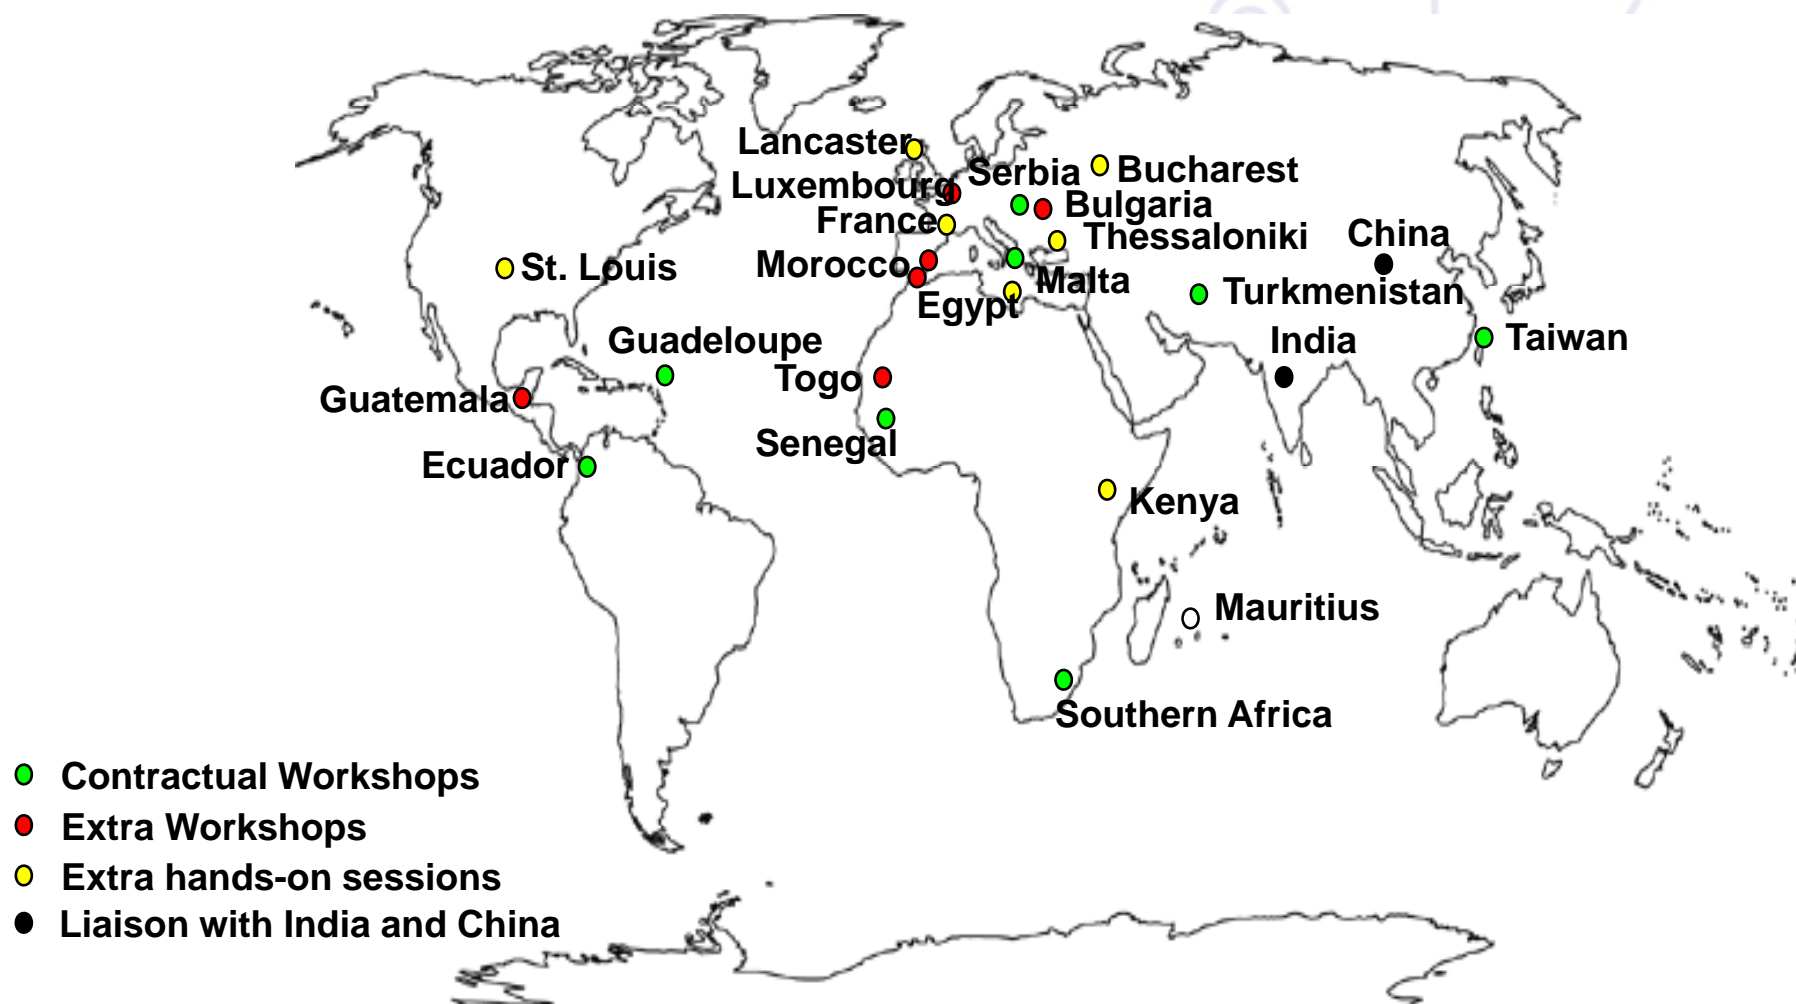 Lancaster
Serbia
Bucharest
Luxembourg
Bulgaria
France
Thessaloniki
China
St. Louis
Morocco
Malta
Turkmenistan
Egypt
Guadeloupe
India
Taiwan
Togo
Guatemala
Senegal
Ecuador
Kenya
Mauritius
Southern Africa
Contractual Workshops
Extra Workshops
Extra hands-on sessions
Liaison with India and China